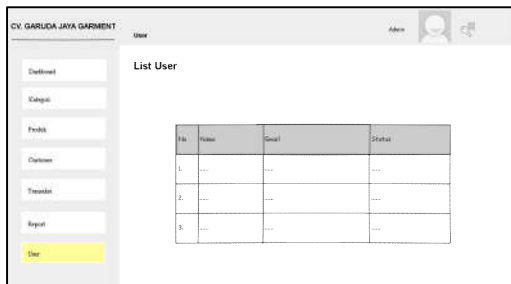 CV. GARUDA JAYA GARMENT
User
Admin
List User
Dashboard
Kategori
Produk
Customer
Transaksi
Report
User
No Nama Email Status
1. ---- ---- ----
2. ---- ---- ----
3. ---- ---- ----